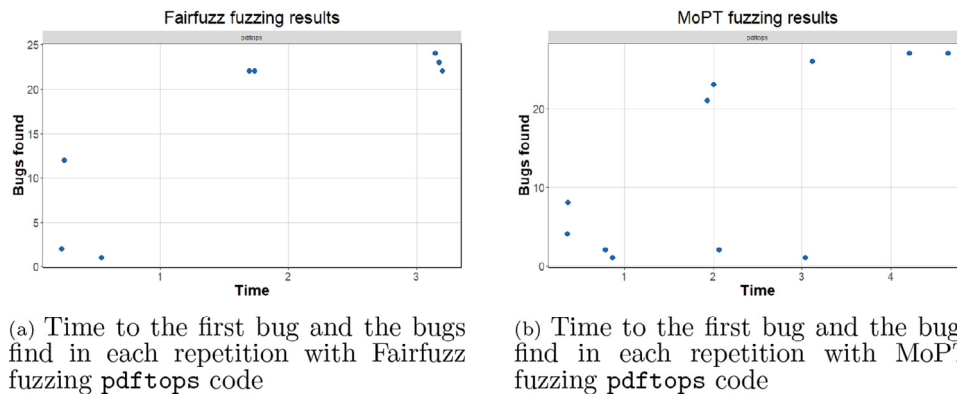 Fairfuzz fuzzing results
pdftops
25
20
15
10
5
0
Bugs found
1 2 3
Time
(a) Time to the first bug and the bugs
find in each repetition with Fairfuzz
fuzzing pdftops code
MoPT fuzzing results
pdftops
20
10
0
Bugs found
1 2 3 4
Time
(b) Time to the first bug and the bug
find in each repetition with MoPT
fuzzing pdftops code